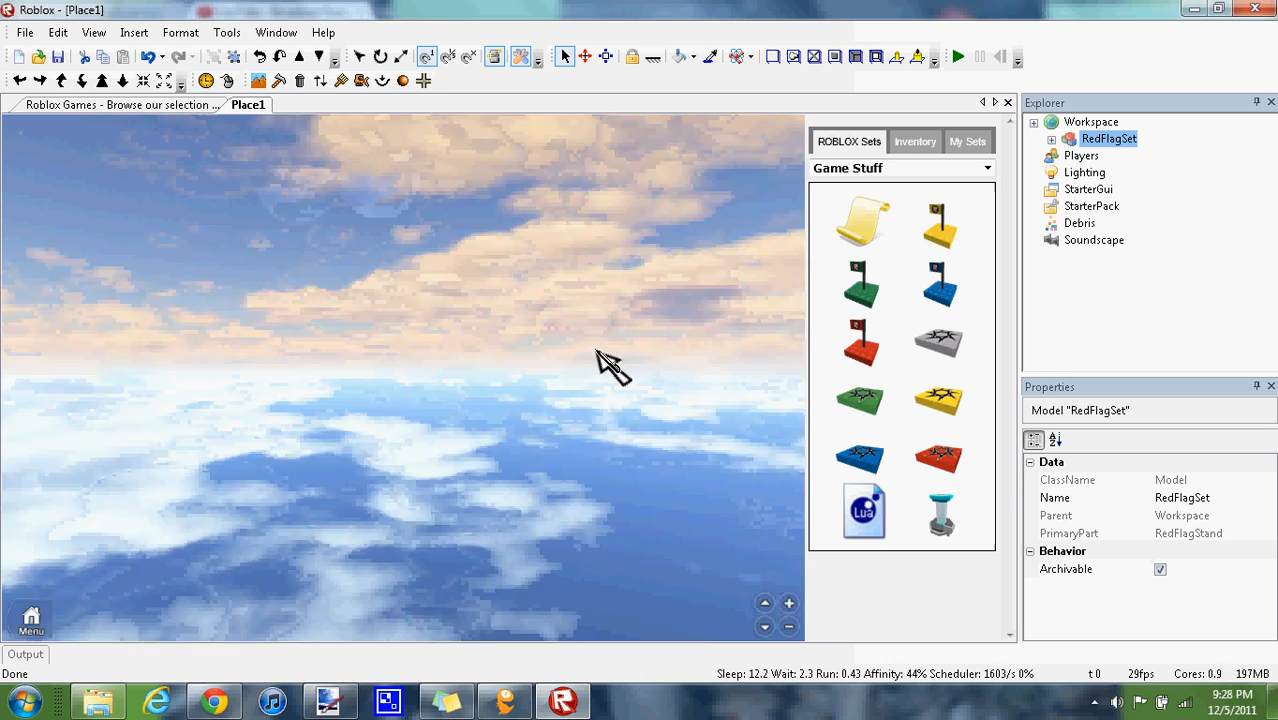 Roblox - [Place1]
File Edit View Insert Format Tools Window Help
Roblox Games - Browse our selection ... Place1
Explorer
Workspace
RedFlagSet
Players
Lighting
StarterGui
StarterPack
Debris
Soundscape
ROBLOX Sets Inventory My Sets
Game Stuff
Lua
Properties
Model "RedFlagSet"
Data
ClassName Model
Name RedFlagSet
Parent Workspace
PrimaryPart RedFlagStand
Behavior
Archivable
Menu
Output
Done Sleep: 12.2 Wait: 2.3 Run: 0.43 Affinity: 44% Scheduler: 1603/s 0% t 0 29fps Cores: 0.9 197MB
9:28 PM
12/5/2011